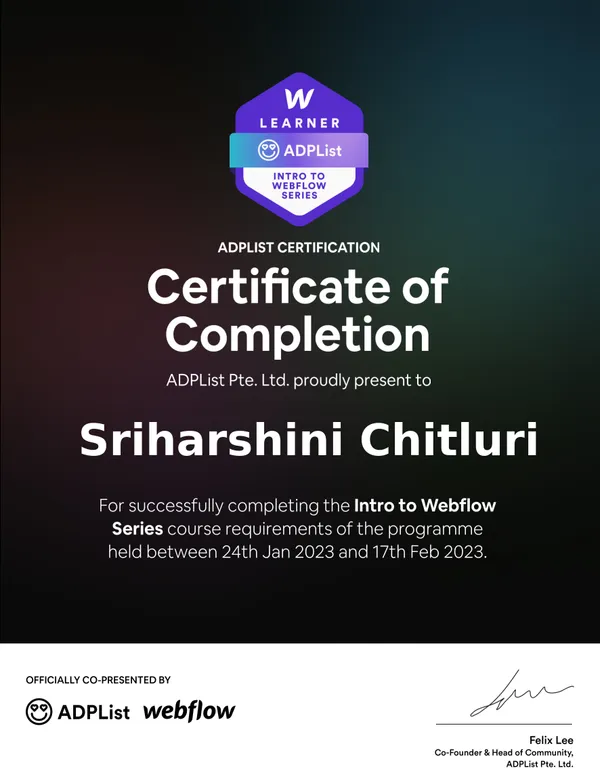 W
LEARNER
ADPList
INTRO TO
WEBFLOW
SERIES
ADPLIST CERTIFICATION
Certificate of
Completion
ADPList Pte. Ltd. proudly present to
Sriharshini Chitluri
For successfully completing the Intro to Webflow
Series course requirements of the programme
held between 24th Jan 2023 and 17th Feb 2023.
OFFICIALLY CO-PRESENTED BY
ADPList webflow
Felix Lee
Co-Founder & Head of Community,
ADPList Pte. Ltd.